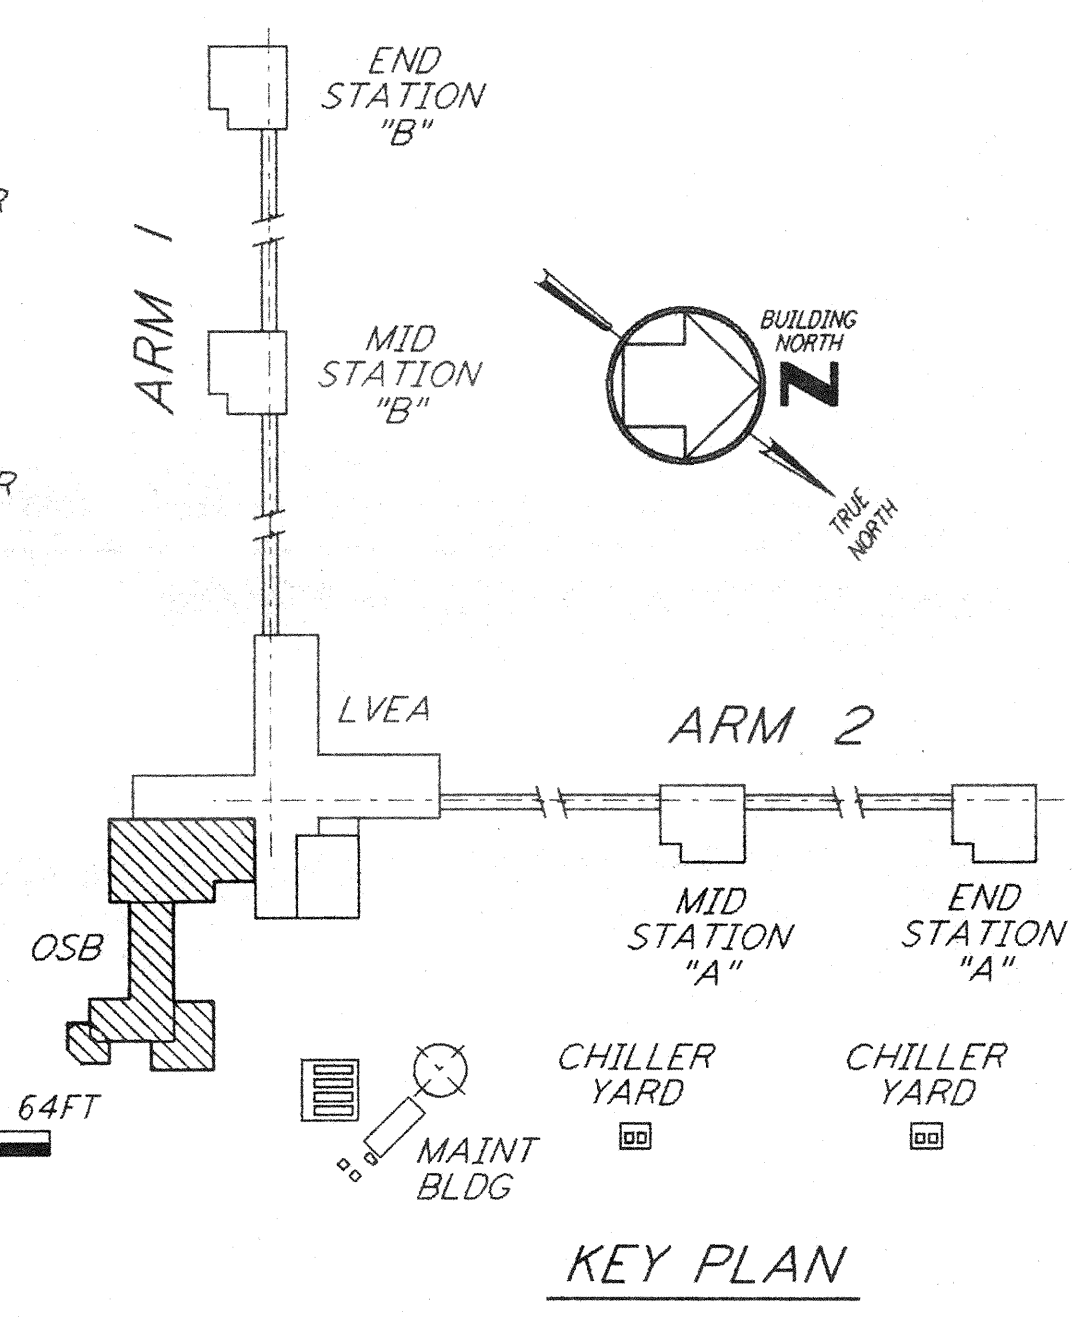 END
STATION
"B"
R
ARM 1
MID
STATION
"B"
BUILDING
NORTH
N
R
TRUE
NORTH
LVEA
ARM 2
MID
STATION
"A"
END
STATION
"A"
OSB
CHILLER
YARD
CHILLER
YARD
64FT
MAINT
BLDG
KEY PLAN